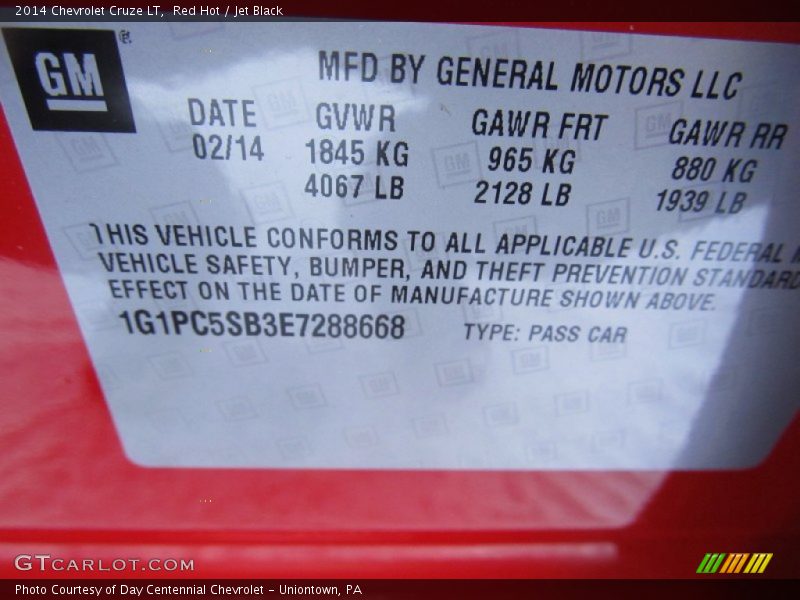 2014 Chevrolet Cruze LT,  Red Hot / Jet Black
GM ®
MFD BY GENERAL MOTORS LLC
DATE GVWR GAWR FRT GAWR RR
02/14 1845 KG 965 KG 880 KG
4067 LB 2128 LB 1939 LB
THIS VEHICLE CONFORMS TO ALL APPLICABLE U.S. FEDERAL
VEHICLE SAFETY, BUMPER, AND THEFT PREVENTION STANDARD
EFFECT ON THE DATE OF MANUFACTURE SHOWN ABOVE.
1G1PC5SB3E7288668 TYPE: PASS CAR
GTCARLOT.COM
Photo Courtesy of Day Centennial Chevrolet - Uniontown, PA